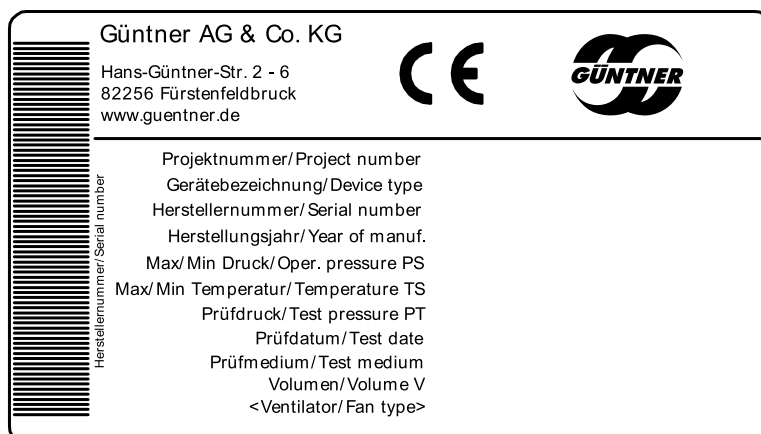 Güntner AG & Co. KG
Hans-Güntner-Str. 2 - 6
82256 Fürstenfeldbruck
www.guentner.de
CE
GÜNTNER
Herstellernummer/Serial number
Projektnummer/Project number
Gerätebezeichnung/Device type
Herstellernummer/Serial number
Herstellungsjahr/Year of manuf.
Max/Min Druck/Oper. pressure PS
Max/Min Temperatur/Temperature TS
Prüfdruck/Test pressure PT
Prüfdatum/Test date
Prüfmedium/Test medium
Volumen/Volume V
<Ventilator/Fan type>